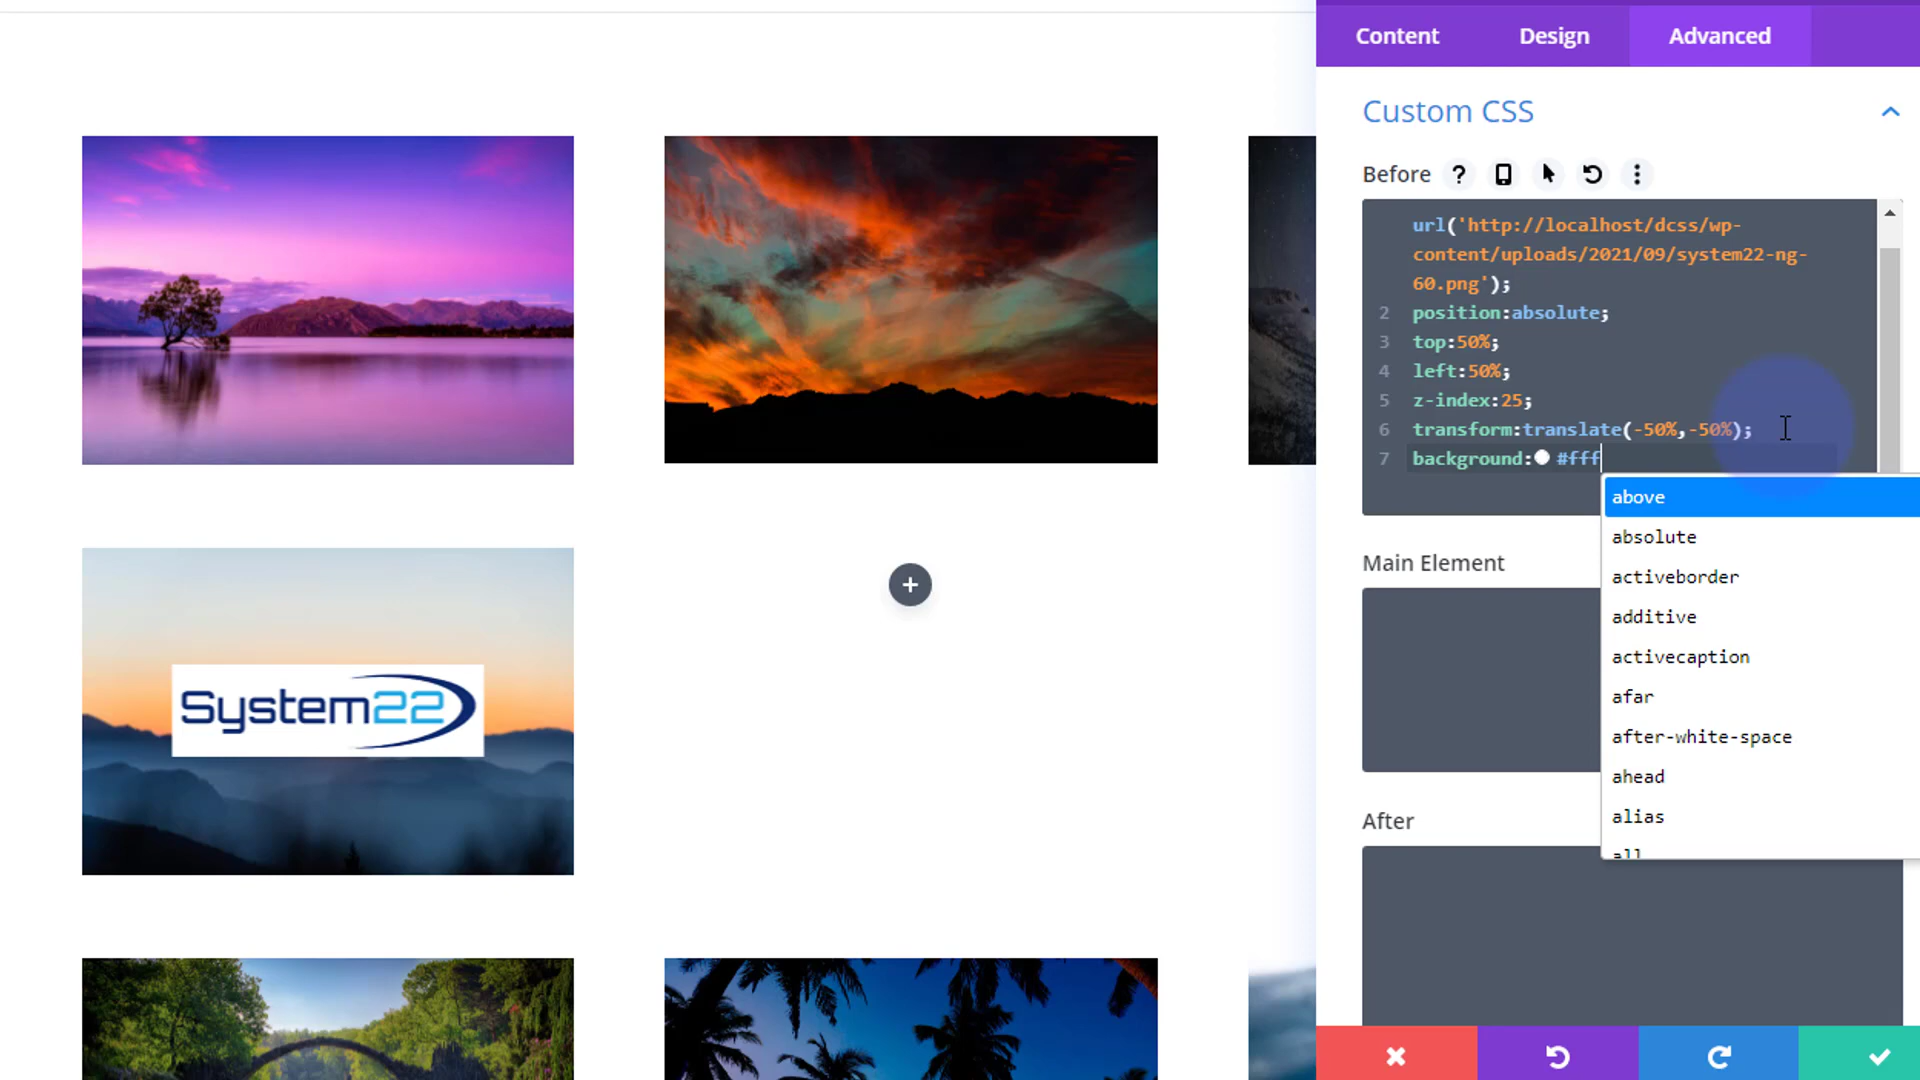 Content Design Advanced
Custom CSS
Before ?
url('http://localhost/dcss/wp-
content/uploads/2021/09/system22-ng-
60.png');
2 position:absolute;
3 top:50%;
4 left:50%;
5 z-index:25;
6 transform:translate(-50%,-50%);
7 background: #fff
above
absolute
activeborder
additive
activecaption
afar
after-white-space
ahead
alias
all
Main Element
After
System22